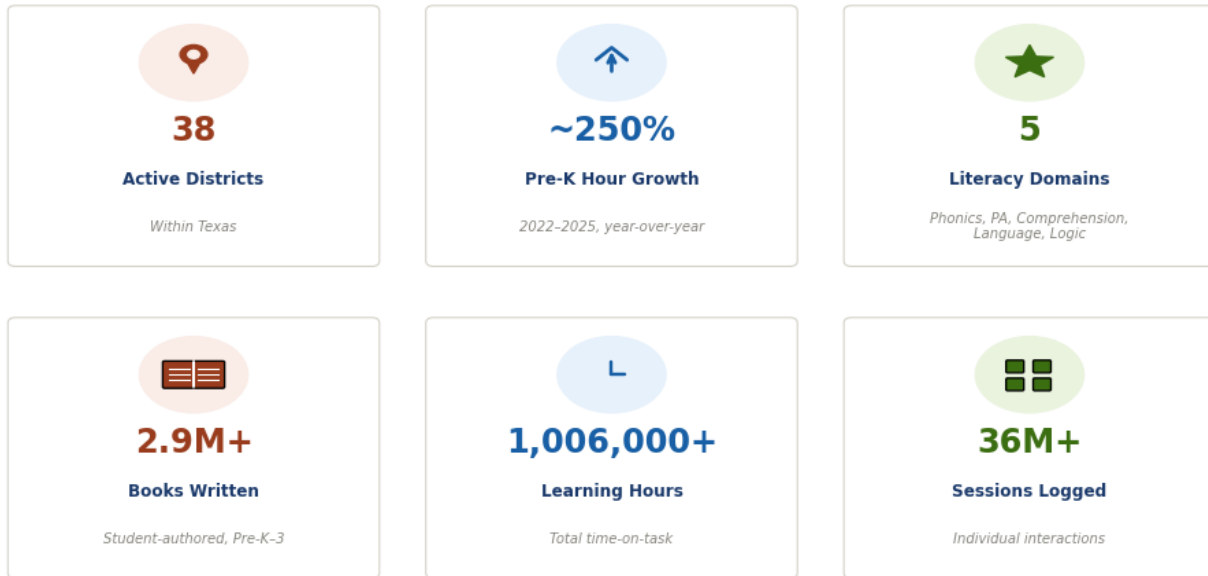 38
Active Districts
Within Texas
~250%
Pre-K Hour Growth
2022–2025, year-over-year
5
Literacy Domains
Phonics, PA, Comprehension,
Language, Logic
2.9M+
Books Written
Student-authored, Pre-K–3
1,006,000+
Learning Hours
Total time-on-task
36M+
Sessions Logged
Individual interactions